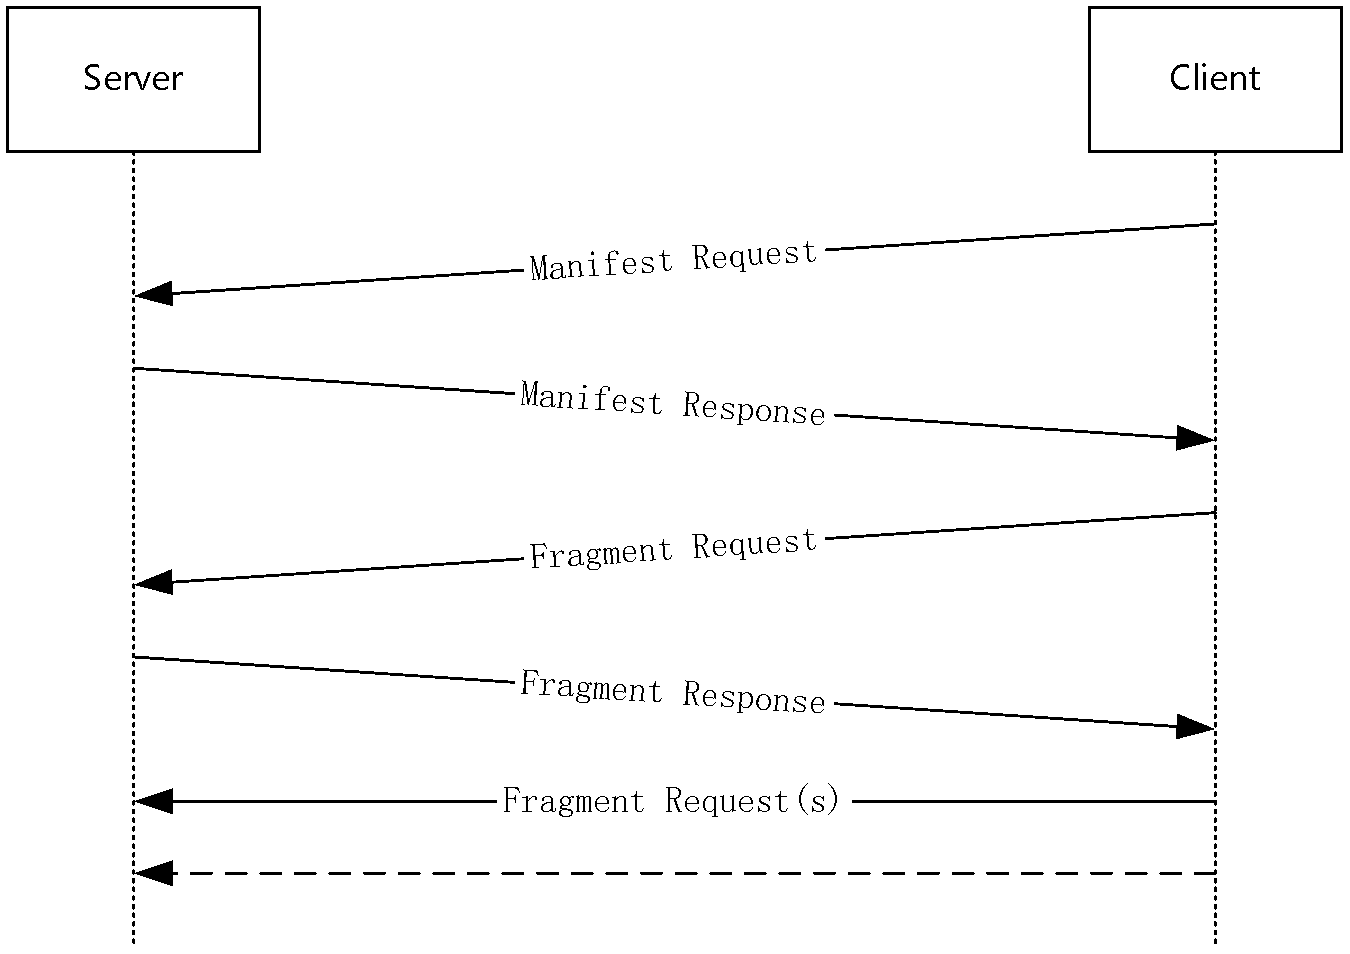 Server
Client
Manifest Request
Manifest Response
Fragment Request
Fragment Response
Fragment Request(s)